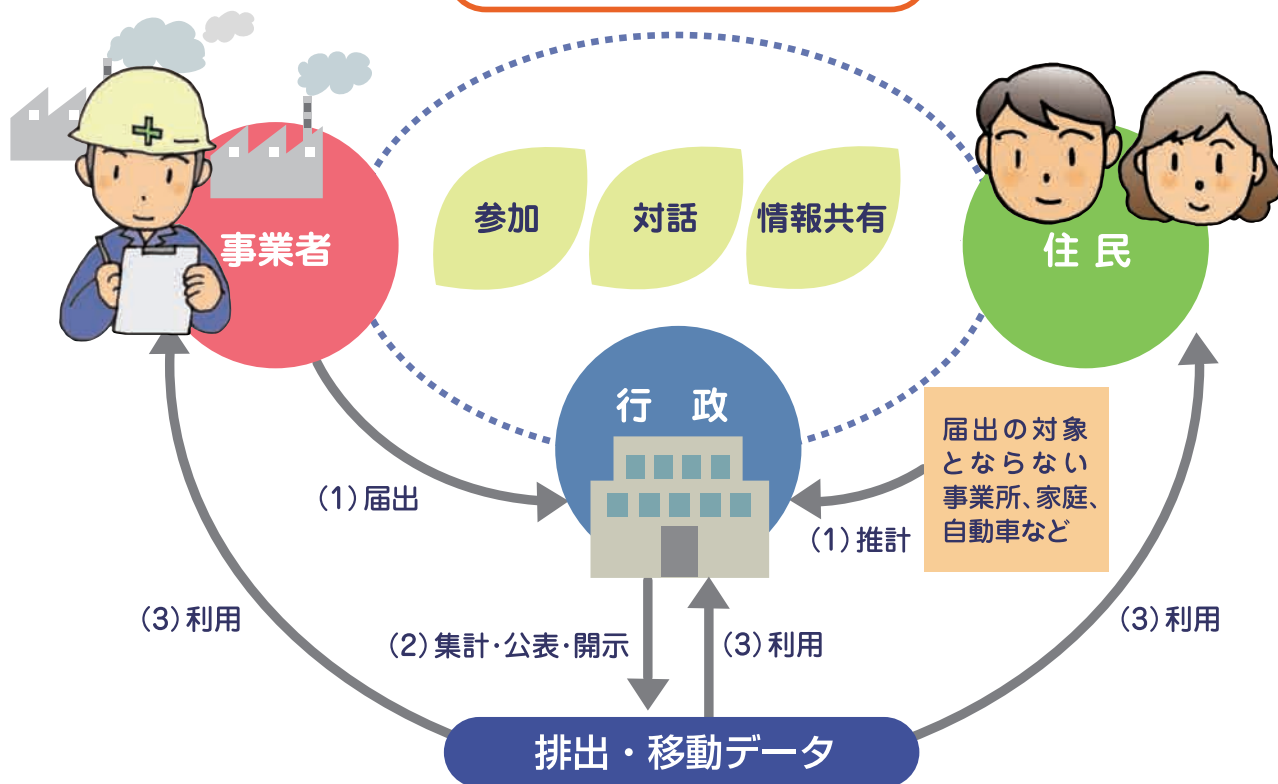 参加
対話
情報共有
事業者
住 民
行 政
届出の対象
とならない
事業所、家庭、
自動車など
(1)届出
(1)推計
(3)利用
(2)集計・公表・開示
(3)利用
(3)利用
排出・移動データ